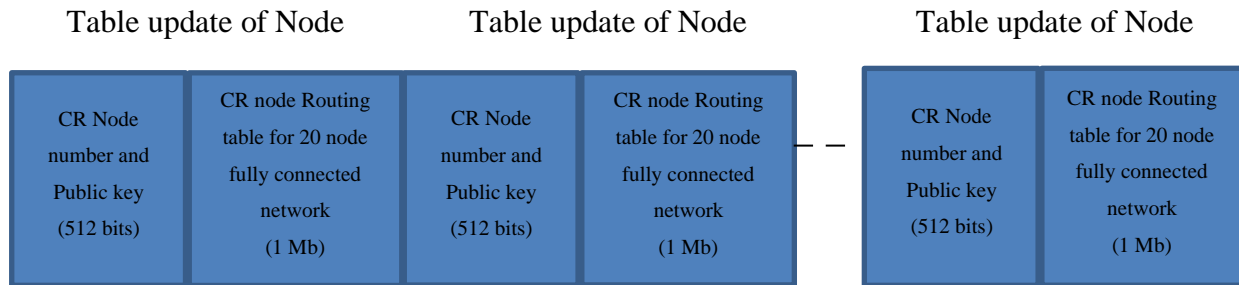 Table update of Node
Table update of Node
Table update of Node
CR Node
number and
Public key
(512 bits)
CR node Routing
table for 20 node
fully connected
network
(1 Mb)
CR Node
number and
Public key
(512 bits)
CR node Routing
table for 20 node
fully connected
network
(1 Mb)
CR Node
number and
Public key
(512 bits)
CR node Routing
table for 20 node
fully connected
network
(1 Mb)